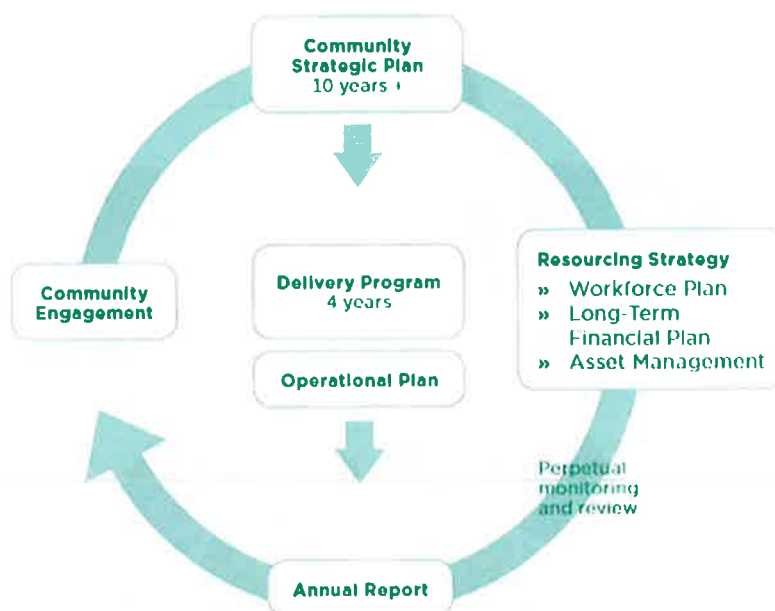 Community
Strategic Plan
10 years +
Community
Engagement
Delivery Program
4 years
Operational Plan
Resourcing Strategy
» Workforce Plan
» Long-Term
Financial Plan
» Asset Management
Perpetual
monitoring
and review
Annual Report